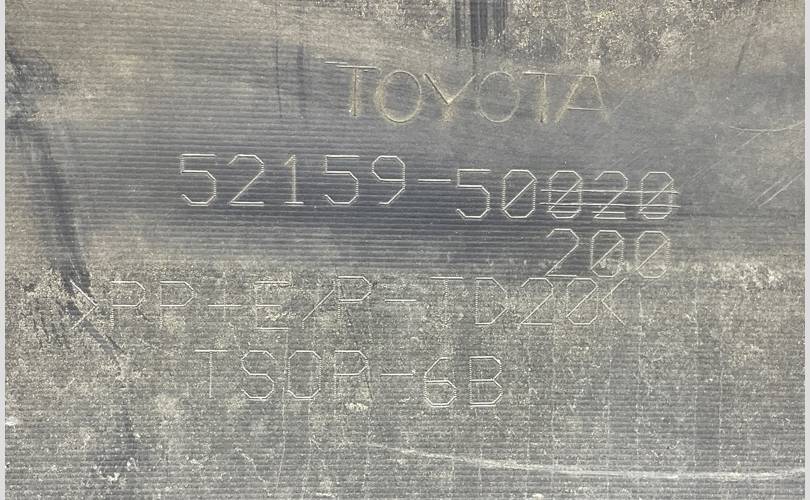 TOYOTA
52159-50020
200
>PP+E/P-TD20<
TSOP-6B